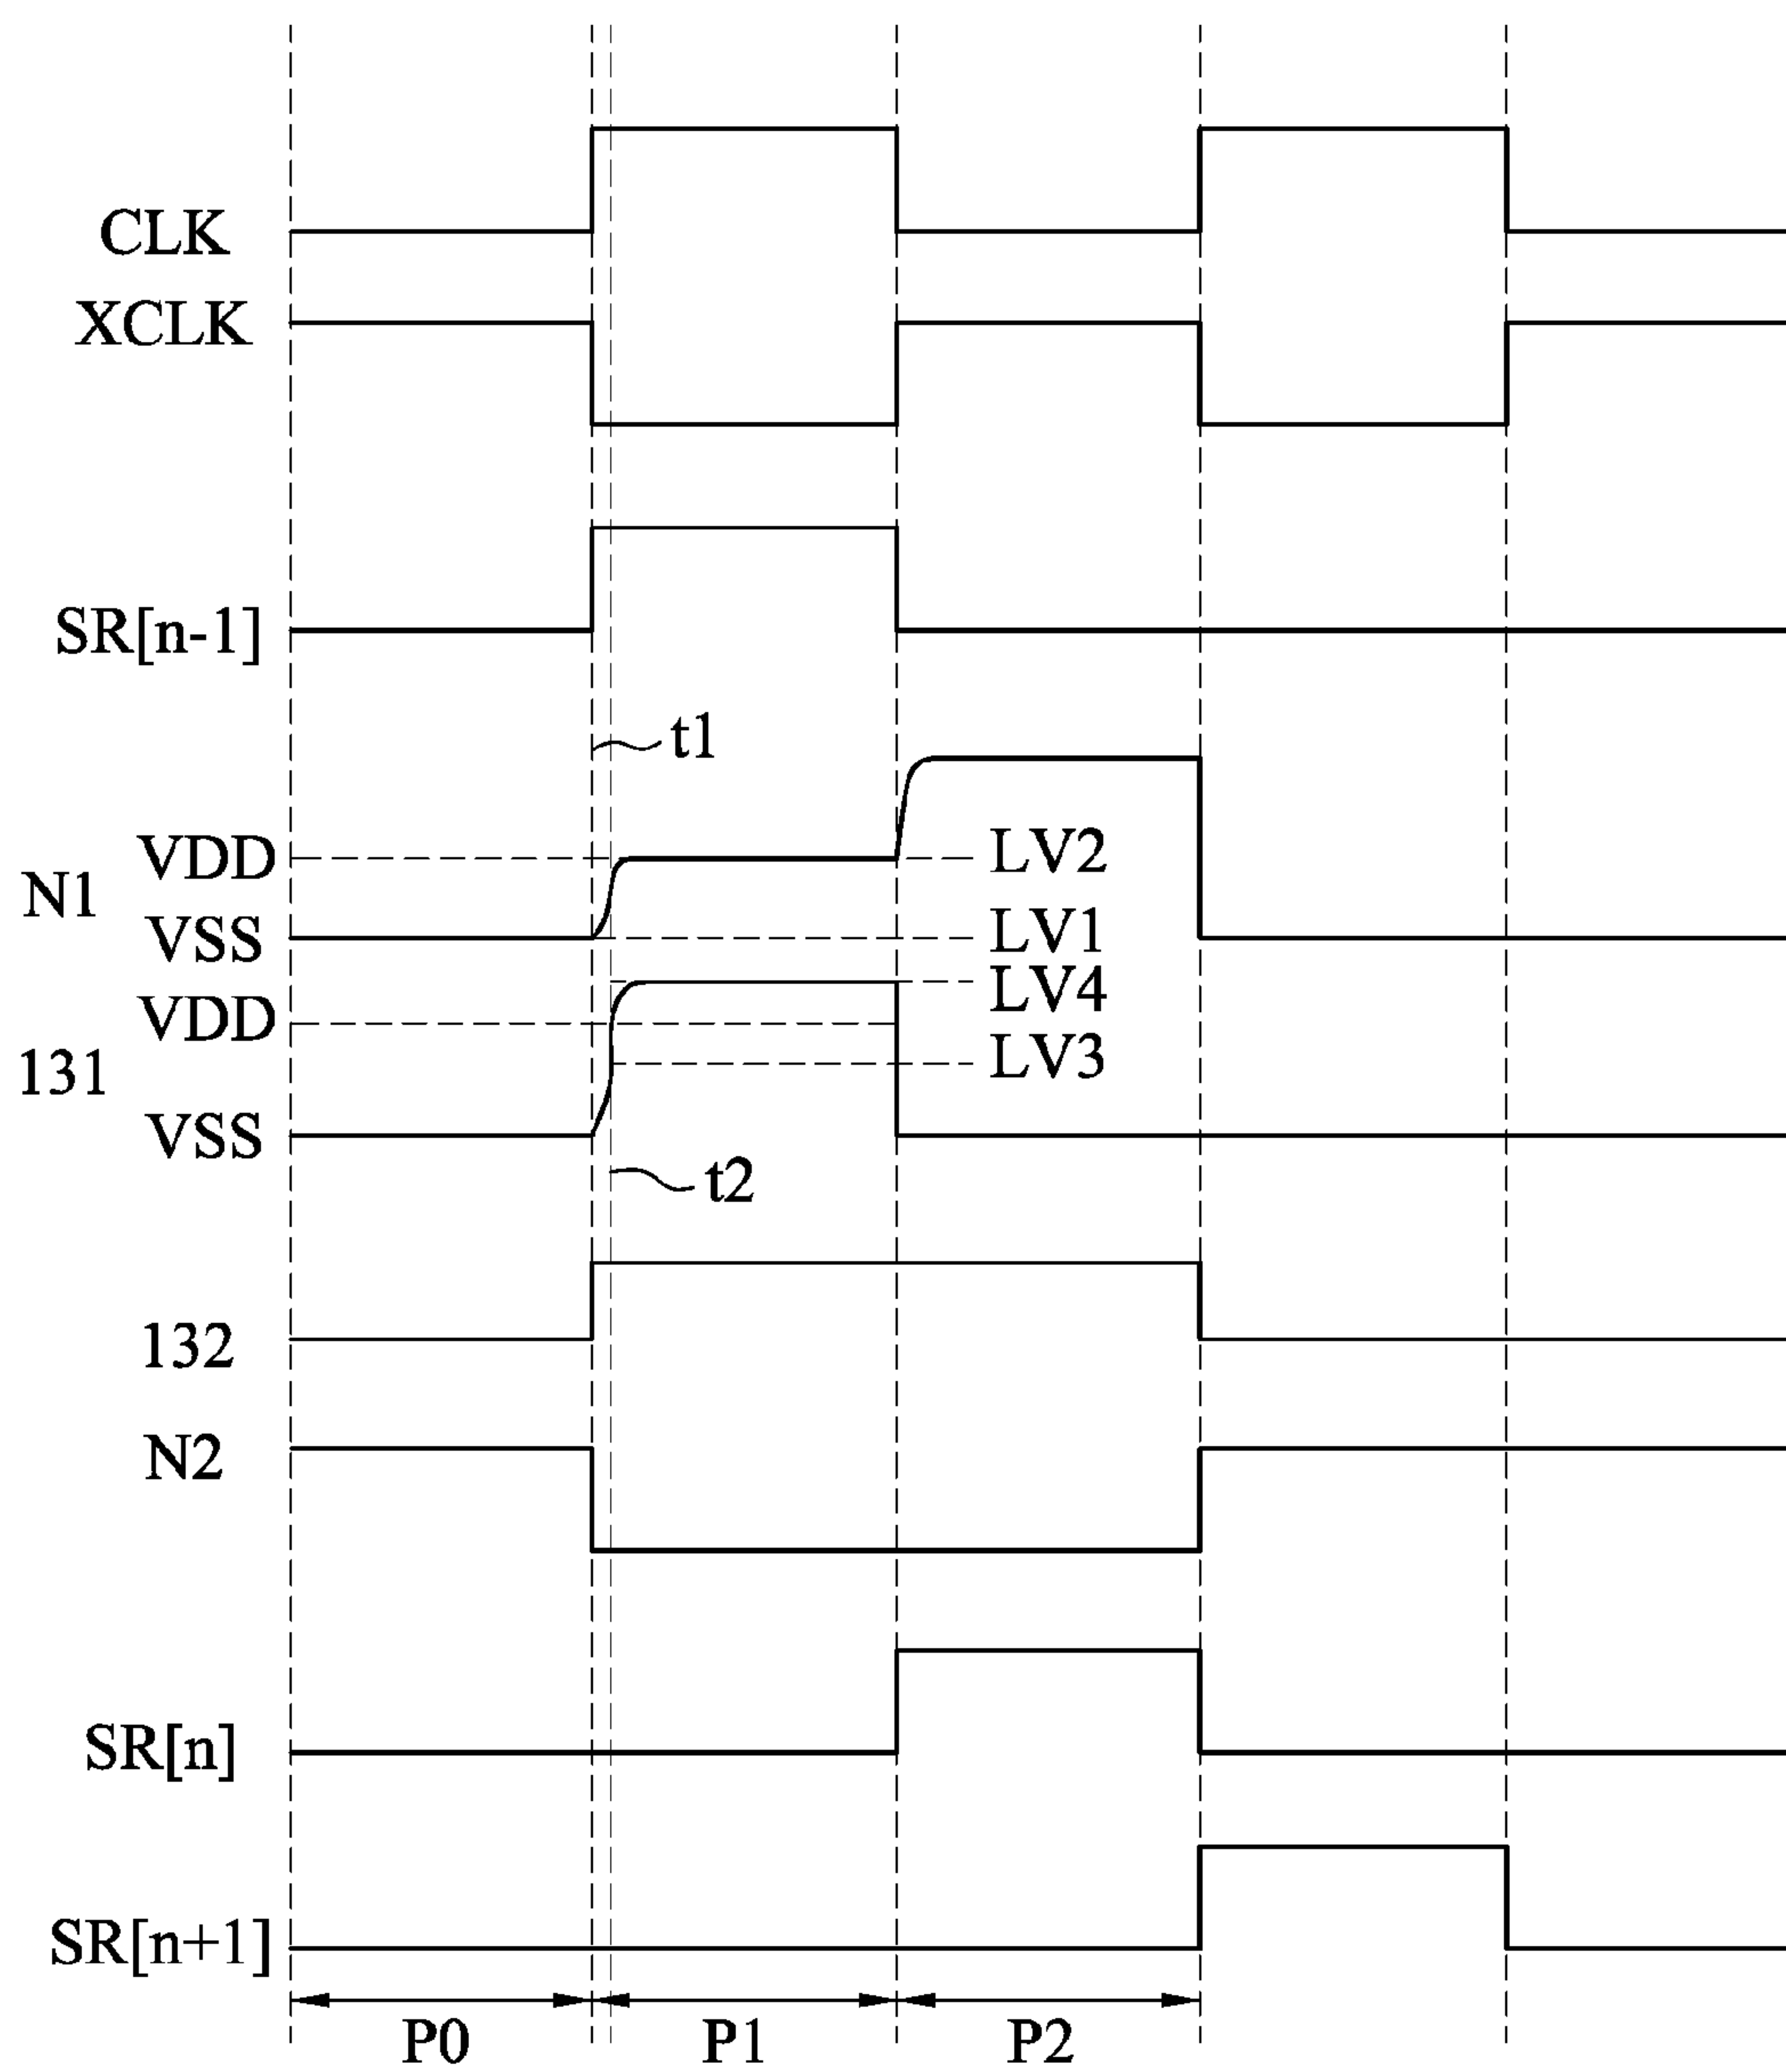 CLK
XCLK
SR[n-1]
t1
VDD
LV2
N1
VSS
LV1
LV4
VDD
LV3
131
VSS
t2
132
N2
SR[n]
SR[n+1]
P0 P1 P2